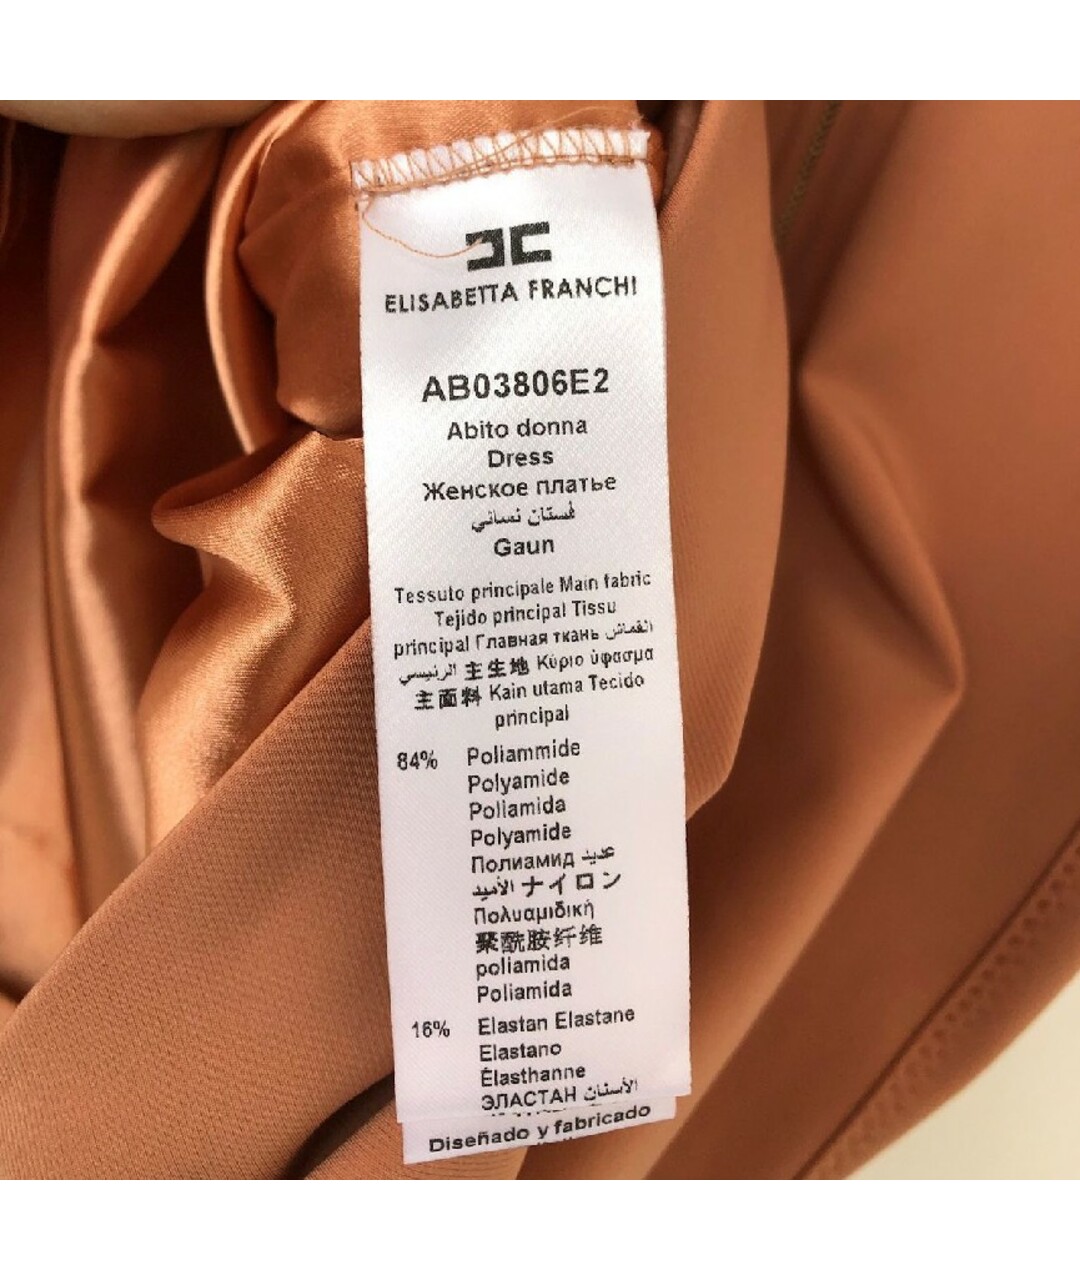 ELISABETTA FRANCHI
AB03806E2
Abito donna
Dress
Женское платье
فستان نسائي
Gaun
Tessuto principale Main fabric
Tejido principal Tissu
principal Главная ткань القماش
الرئيسي 主生地 Κύριο ύφασμα
主面料 Kain utama Tecido
principal
84% Poliammide
Polyamide
Poliamida
Polyamide
Полиамид عديد
الأميد ナイロン
Πολυαμιδική
聚酰胺纤维
poliamida
Poliamida
16% Elastan Elastane
Elastano
Élasthanne
ЭЛАСТАН الأستان
Diseñado y fabricado